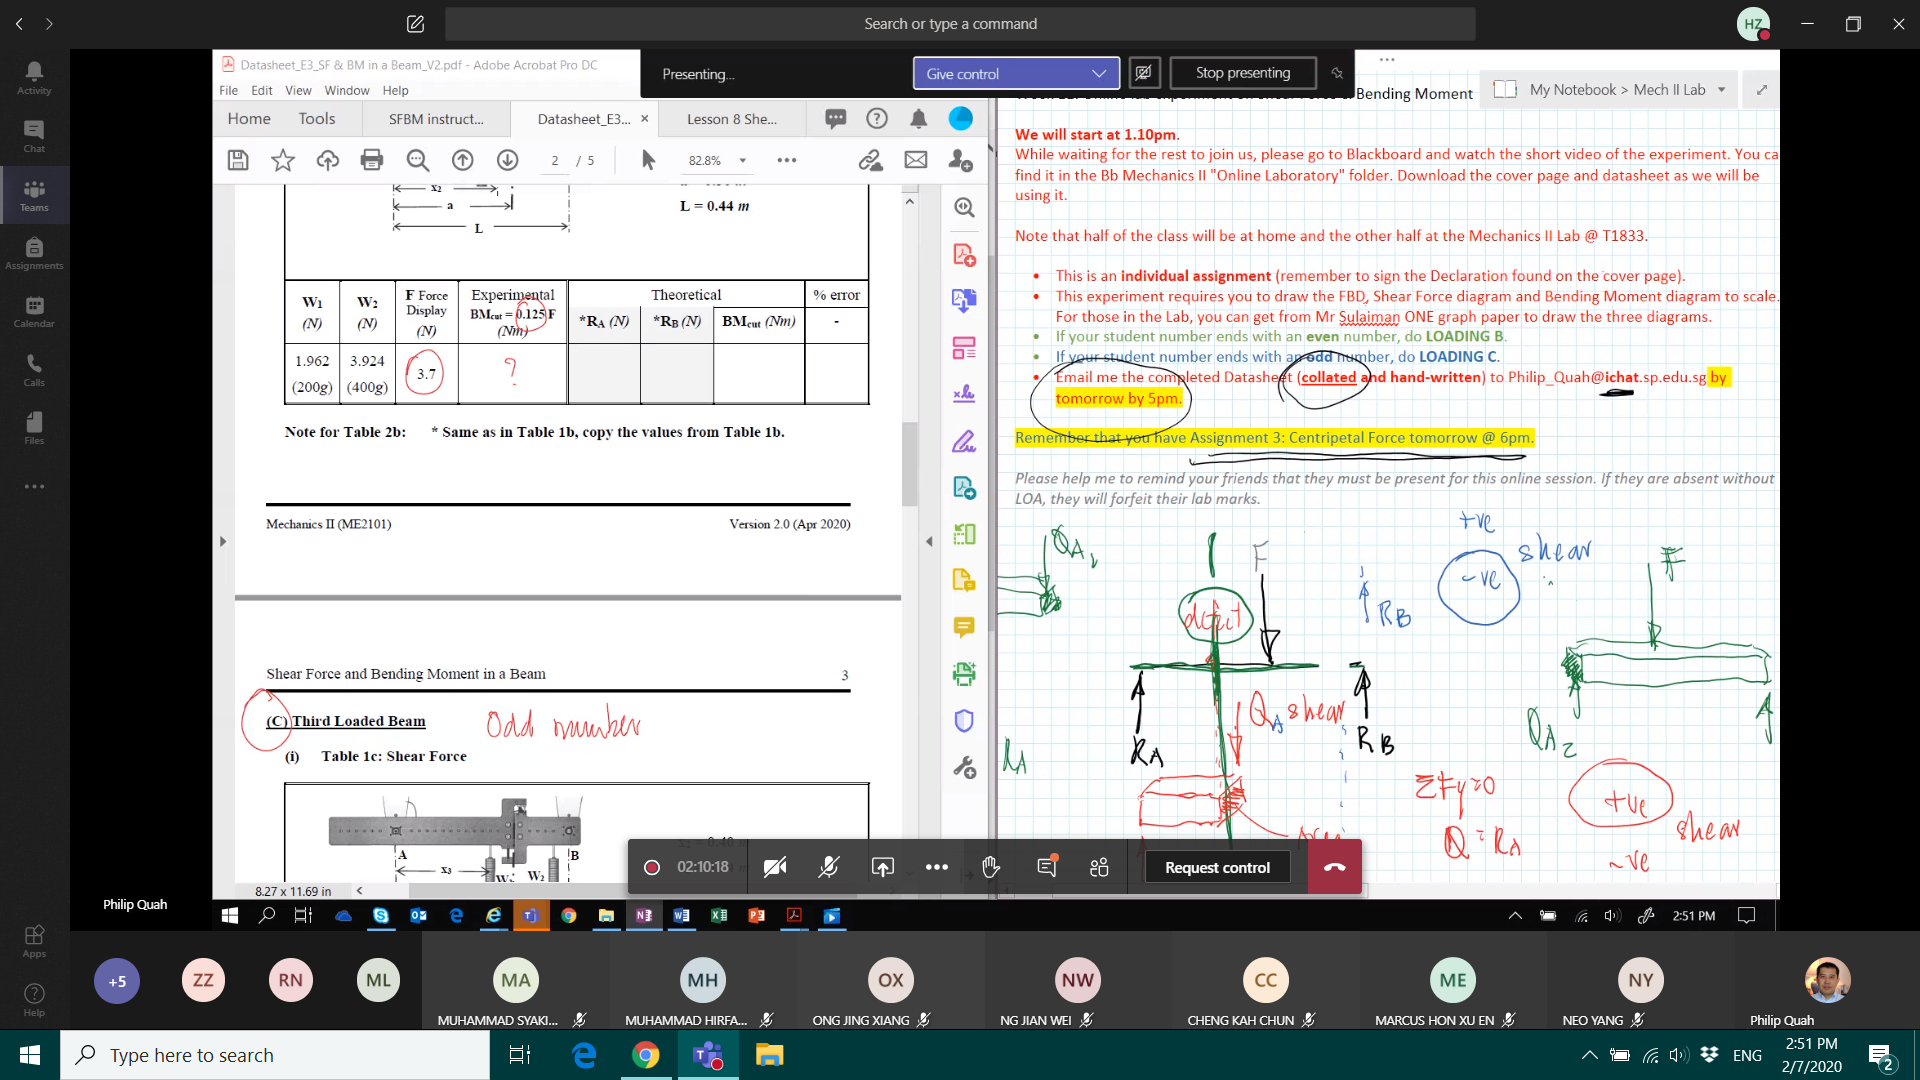 Search or type a command
HZ
Activity
Chat
Teams
Assignments
Calendar
Calls
Files
Apps
Help
Datasheet_E3_SF & BM in a Beam_V2.pdf - Adobe Acrobat Pro DC
File Edit View Window Help
Presenting...
Give control
Stop presenting
Home Tools SFBM instruct... Datasheet_E3... × Lesson 8 She...
2 / 5 82.8%
x2
a
L
L = 0.44 m
W1 (N) W2 (N) F Force Display (N) Experimental BMcut = 0.125 F (Nm) Theoretical % error
*RA (N) *RB (N) BMcut (Nm) -
1.962 (200g) 3.924 (400g) 3.7 ?
Note for Table 2b: * Same as in Table 1b, copy the values from Table 1b.
Mechanics II (ME2101) Version 2.0 (Apr 2020)
Shear Force and Bending Moment in a Beam 3
(C) Third Loaded Beam Odd number
(i) Table 1c: Shear Force
A B
x3
8.27 x 11.69 in
Bending Moment
My Notebook > Mech II Lab
We will start at 1.10pm.
While waiting for the rest to join us, please go to Blackboard and watch the short video of the experiment. You ca
find it in the Bb Mechanics II "Online Laboratory" folder. Download the cover page and datasheet as we will be
using it.
Note that half of the class will be at home and the other half at the Mechanics II Lab @ T1833.
• This is an individual assignment (remember to sign the Declaration found on the cover page).
• This experiment requires you to draw the FBD, Shear Force diagram and Bending Moment diagram to scale.
For those in the Lab, you can get from Mr Sulaiman ONE graph paper to draw the three diagrams.
• If your student number ends with an even number, do LOADING B.
• If your student number ends with an odd number, do LOADING C.
• Email me the completed Datasheet (collated and hand-written) to Philip_Quah@ichat.sp.edu.sg by
tomorrow by 5pm.
Remember that you have Assignment 3: Centripetal Force tomorrow @ 6pm.
Please help me to remind your friends that they must be present for this online session. If they are absent without
LOA, they will forfeit their lab marks.
QA1
F
+ve
-ve
shear
F
RB
QA shear
RA
RA
RB
QA2
ΣFy=0
Q = RA
+ve
shear
-ve
02:10:18
Request control
Philip Quah
2:51 PM
+5
ZZ
RN
ML
MA
MUHAMMAD SYAKI...
MH
MUHAMMAD HIRFA...
OX
ONG JING XIANG
NW
NG JIAN WEI
CC
CHENG KAH CHUN
ME
MARCUS HON XU EN
NY
NEO YANG
Philip Quah
Type here to search
ENG
2:51 PM
2/7/2020
2